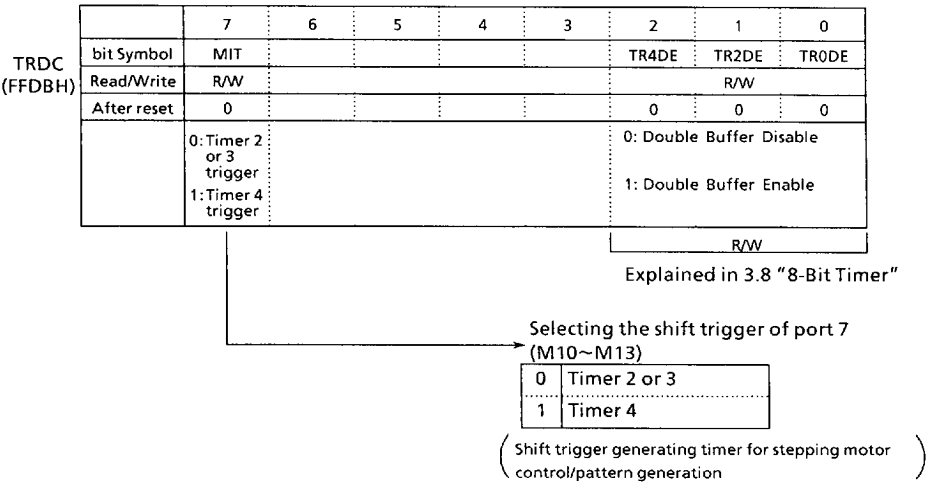 7 6 5 4 3 2 1 0
TRDC (FFDBH)
bit Symbol MIT TR4DE TR2DE TR0DE
Read/Write R/W R/W
After reset 0 0 0 0
0: Timer 2
or 3
trigger
1: Timer 4
trigger
0: Double Buffer Disable
1: Double Buffer Enable
R/W
Explained in 3.8 "8-Bit Timer"
Selecting the shift trigger of port 7
(M10~M13)
0 Timer 2 or 3
1 Timer 4
(Shift trigger generating timer for stepping motor
control/pattern generation)